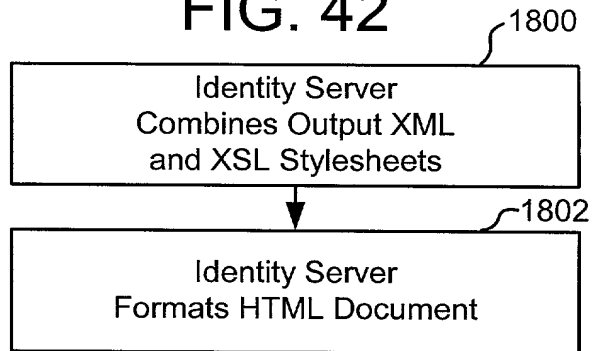 FIG. 42
1800
Identity Server
Combines Output XML
and XSL Stylesheets
1802
Identity Server
Formats HTML Document